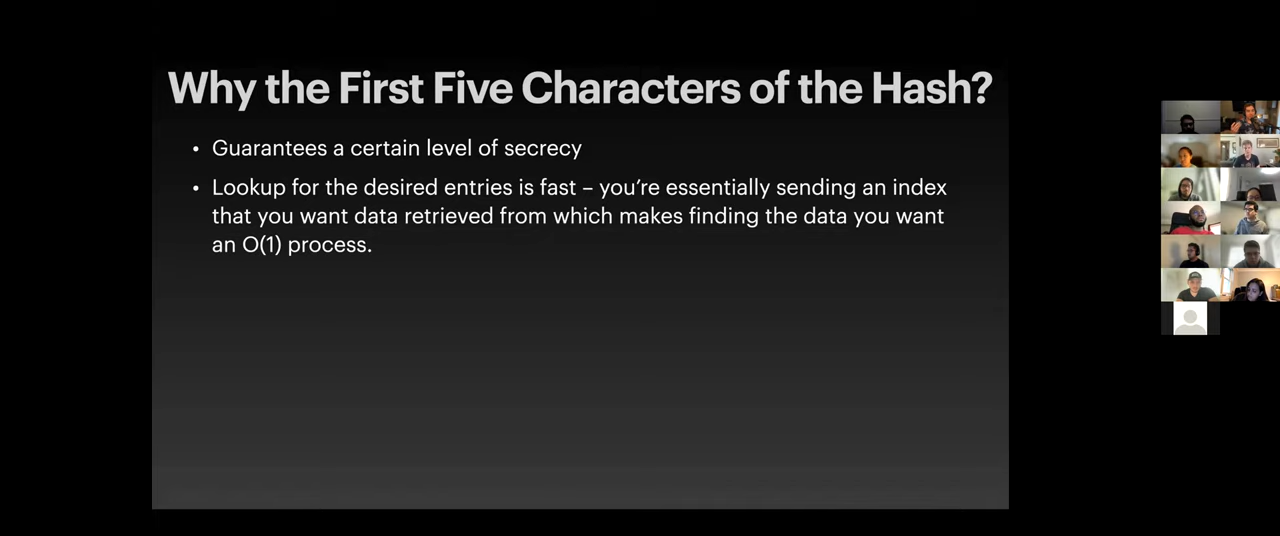 Why the First Five Characters of the Hash?
• Guarantees a certain level of secrecy
• Lookup for the desired entries is fast – you’re essentially sending an index
that you want data retrieved from which makes finding the data you want
an O(1) process.